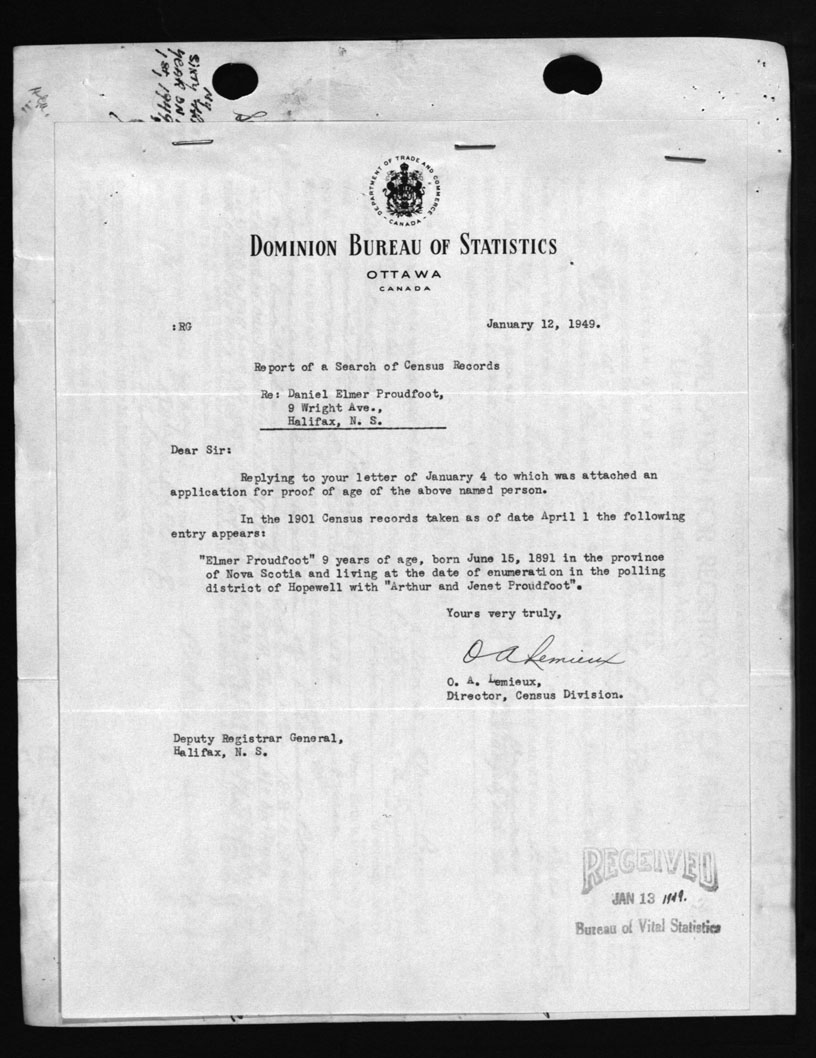 SIXTY
YEAR ON
1st, 1949
DEPARTMENT OF TRADE AND COMMERCE
CANADA
DOMINION BUREAU OF STATISTICS
OTTAWA
CANADA
:RG January 12, 1949.
Report of a Search of Census Records
Re: Daniel Elmer Proudfoot,
9 Wright Ave.,
Halifax, N. S.
Dear Sir:
Replying to your letter of January 4 to which was attached an
application for proof of age of the above named person.
In the 1901 Census records taken as of date April 1 the following
entry appears:
"Elmer Proudfoot" 9 years of age, born June 15, 1891 in the province
of Nova Scotia and living at the date of enumeration in the polling
district of Hopewell with "Arthur and Jenet Proudfoot".
Yours very truly,
O A Lemieux
O. A. Lemieux,
Director, Census Division.
Deputy Registrar General,
Halifax, N. S.
RECEIVED
JAN 13 1949.
Bureau of Vital Statistics